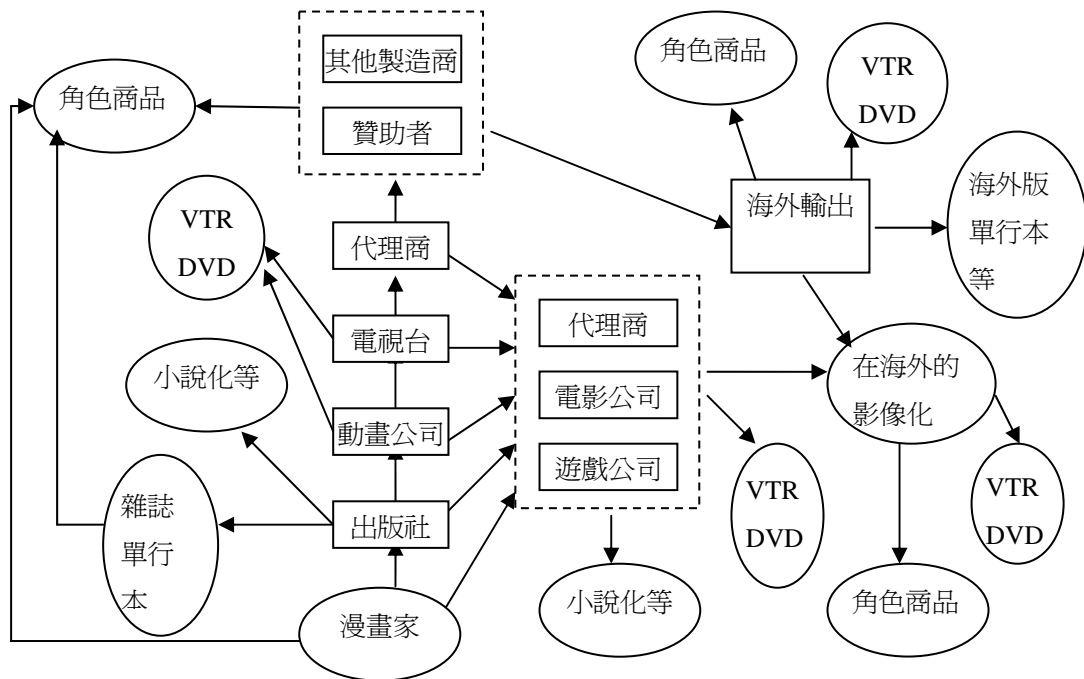 其他製造商
贊助者
角色商品
角色商品
VTR
DVD
海外輸出
海外版
單行本
等
VTR
DVD
代理商
電視台
小說化等
動畫公司
雜誌
單行
本
出版社
漫畫家
代理商
電影公司
遊戲公司
小說化等
在海外的
影像化
VTR
DVD
VTR
DVD
角色商品